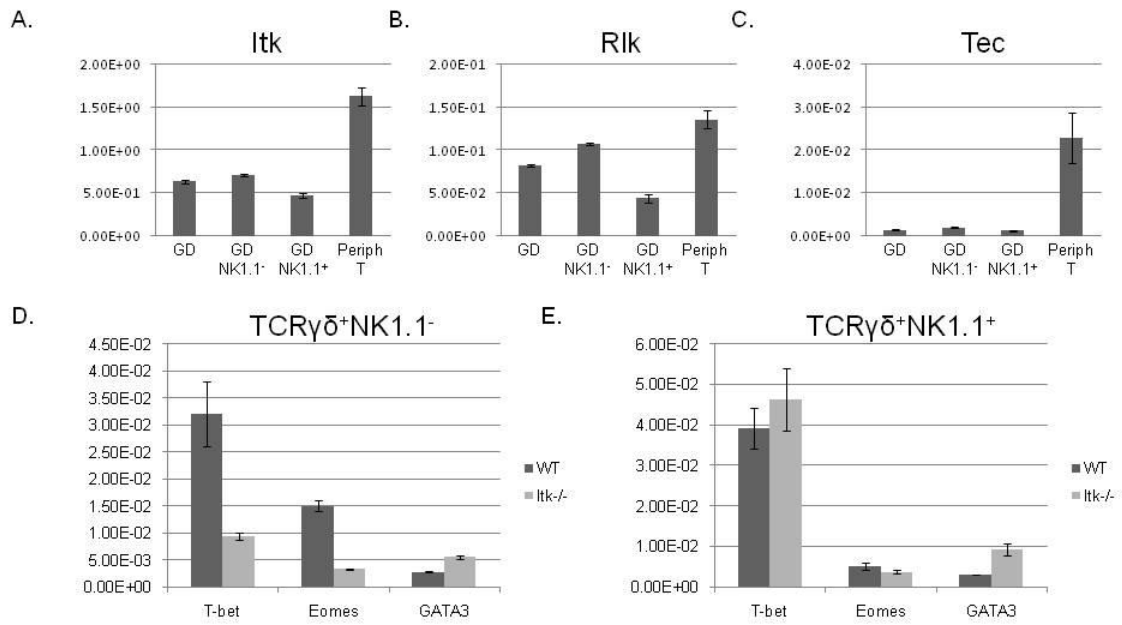 A.
Itk
2.00E+00
1.50E+00
1.00E+00
5.00E-01
0.00E+00
GD
GD NK1.1⁻
GD NK1.1⁺
Periph T
B.
Rlk
2.00E-01
1.50E-01
1.00E-01
5.00E-02
0.00E+00
GD
GD NK1.1⁻
GD NK1.1⁺
Periph T
C.
Tec
4.00E-02
3.00E-02
2.00E-02
1.00E-02
0.00E+00
GD
GD NK1.1⁻
GD NK1.1⁺
Periph T
D.
TCRγδ⁺NK1.1⁻
4.50E-02
4.00E-02
3.50E-02
3.00E-02
2.50E-02
2.00E-02
1.50E-02
1.00E-02
5.00E-03
0.00E+00
T-bet
Eomes
GATA3
WT
Itk-/-
E.
TCRγδ⁺NK1.1⁺
6.00E-02
5.00E-02
4.00E-02
3.00E-02
2.00E-02
1.00E-02
0.00E+00
T-bet
Eomes
GATA3
WT
Itk-/-